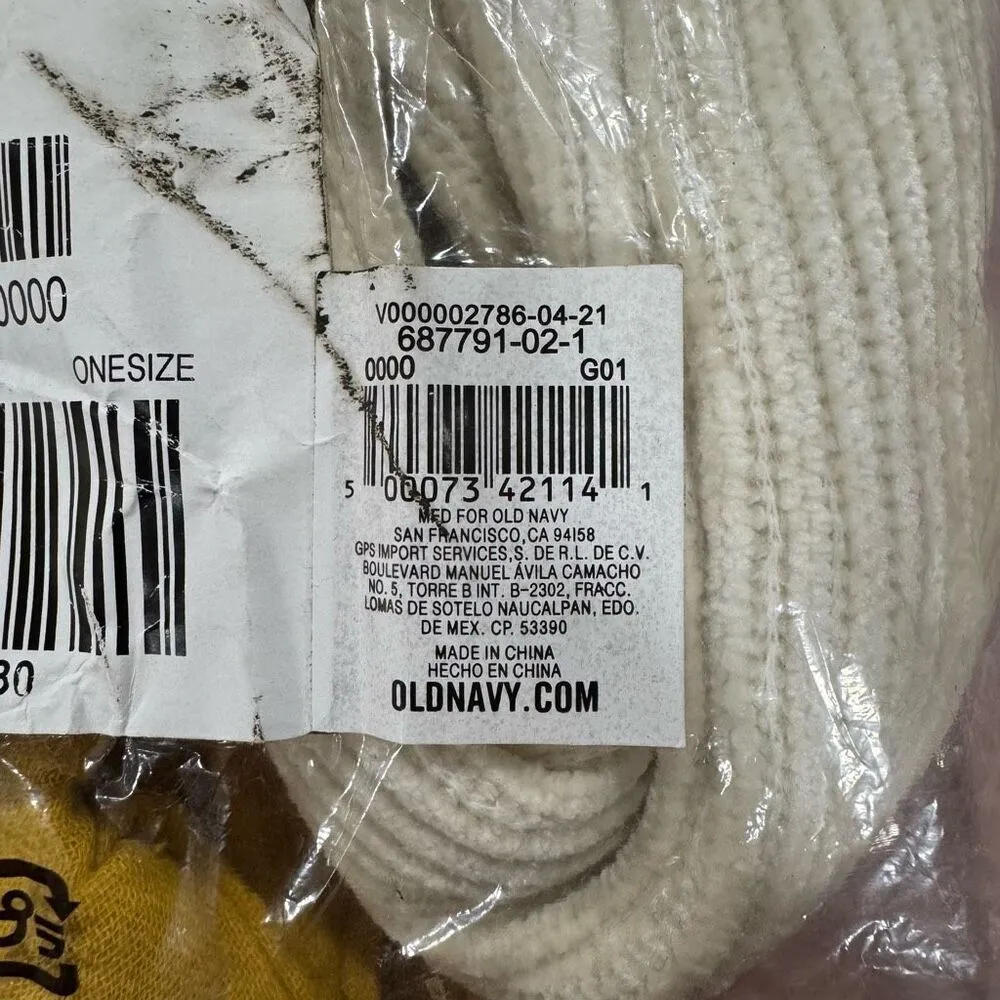 0000
ONESIZE
30
V000002786-04-21
687791-02-1
0000 G01
5 00073 42114 1
MFD FOR OLD NAVY
SAN FRANCISCO, CA 94158
GPS IMPORT SERVICES, S. DE R.L. DE C.V.
BOULEVARD MANUEL ÁVILA CAMACHO
NO. 5, TORRE B INT. B-2302, FRACC.
LOMAS DE SOTELO NAUCALPAN, EDO.
DE MEX. CP. 53390
MADE IN CHINA
HECHO EN CHINA
OLDNAVY.COM